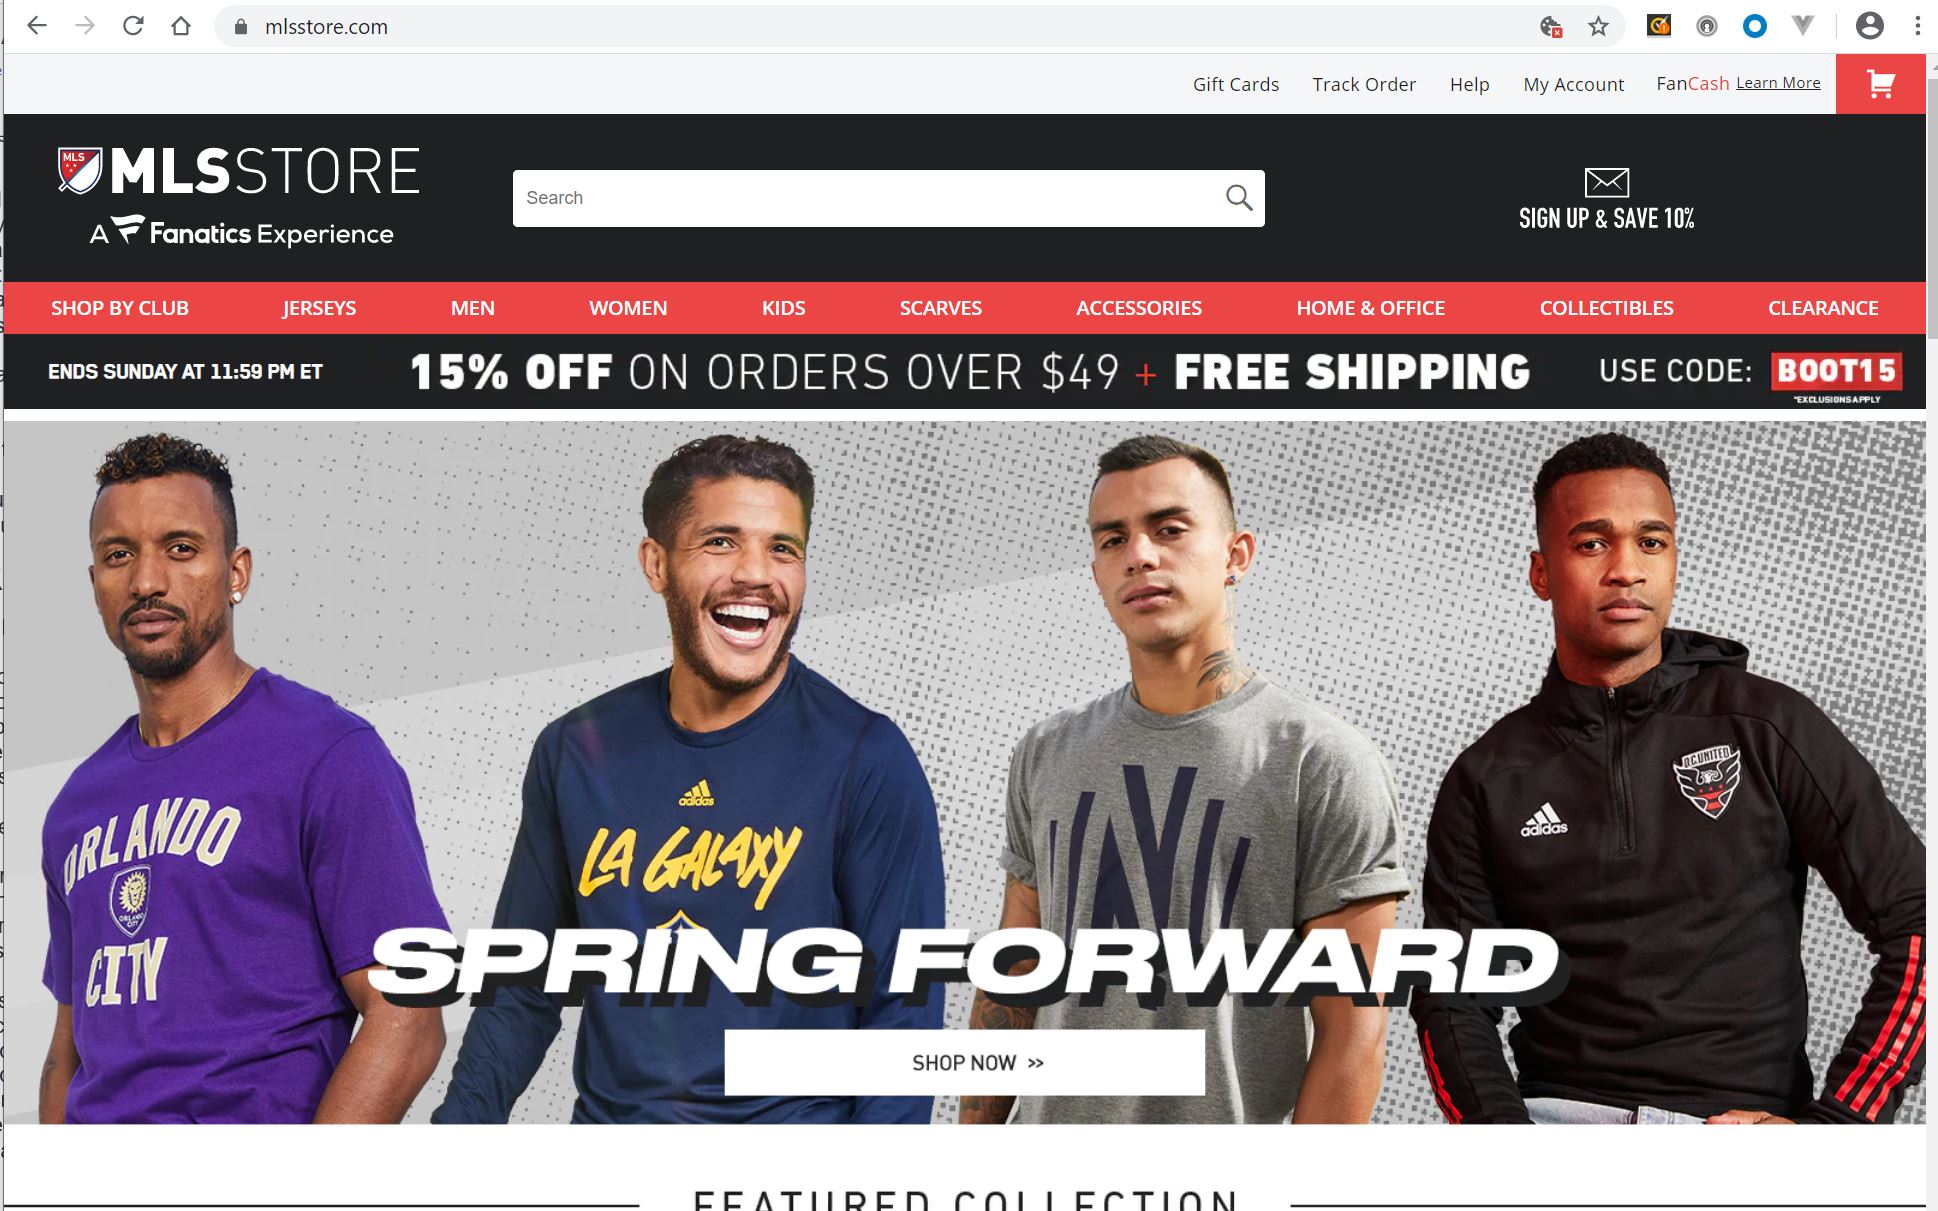 mlsstore.com
Gift Cards Track Order Help My Account FanCash Learn More
MLS MLSSTORE
A Fanatics Experience
Search
SIGN UP & SAVE 10%
SHOP BY CLUB JERSEYS MEN WOMEN KIDS SCARVES ACCESSORIES HOME & OFFICE COLLECTIBLES CLEARANCE
ENDS SUNDAY AT 11:59 PM ET 15% OFF ON ORDERS OVER $49 + FREE SHIPPING USE CODE: BOOT15
*EXCLUSIONS APPLY
ORLANDO
ORLANDO
CITY
CITY
adidas
LA GALAXY
adidas
D.C.UNITED
SPRING FORWARD
SHOP NOW >>
FEATURED COLLECTION